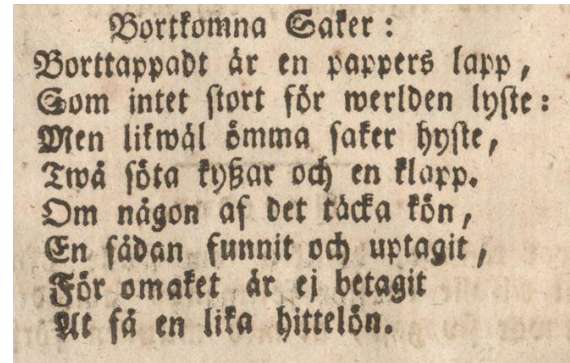 Bortkomna Saker:
Borttappadt är en pappers lapp,
Som intet stort för werlden lyste:
Men likwäl ömma saker hyste,
Twå söta kyßar och en klapp.
Om någon af det täcka kön,
En sådan funnit och uptagit,
För omaket är ej betagit
At få en lika hittelön.